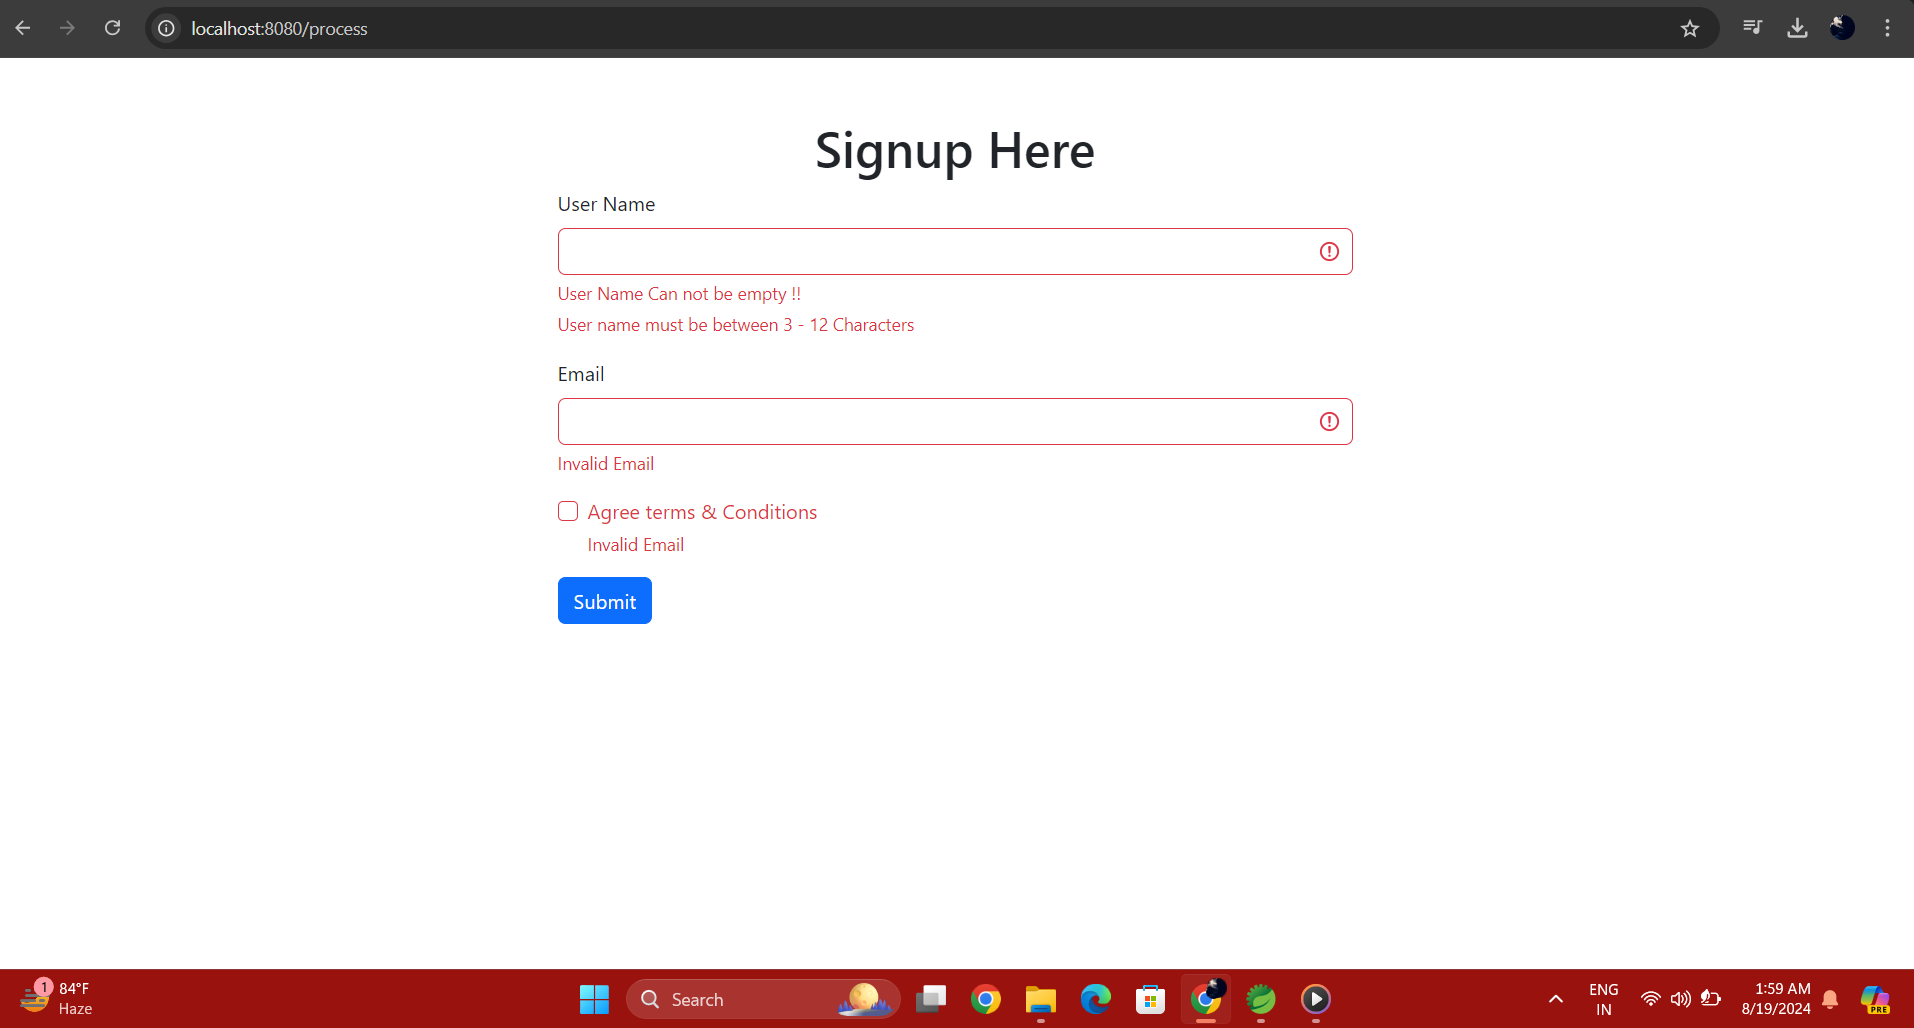 localhost:8080/process
Signup Here
User Name
User Name Can not be empty !!
User name must be between 3 - 12 Characters
Email
Invalid Email
Agree terms & Conditions
Invalid Email
Submit
1
84°F
Haze
Search
ENG
IN
1:59 AM
8/19/2024
PRE